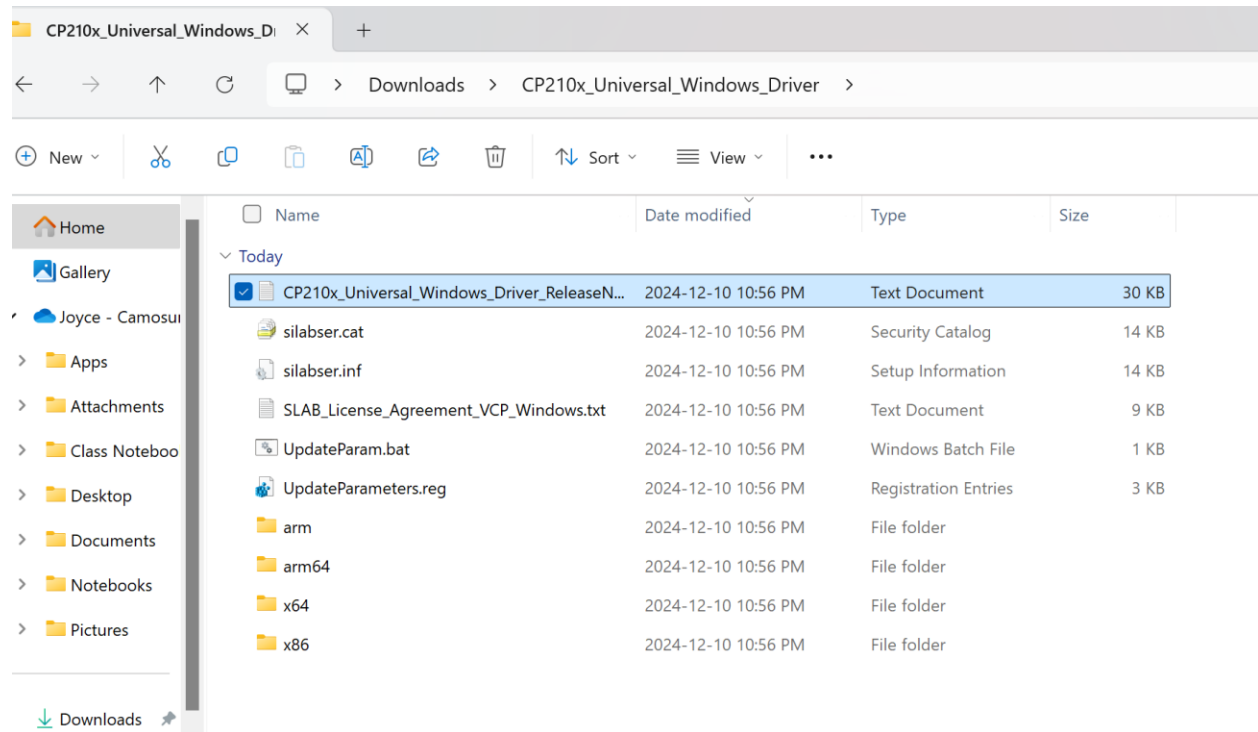 CP210x_Universal_Windows_Di
Downloads > CP210x_Universal_Windows_Driver >
New Sort View ...
Name Date modified Type Size
Today
CP210x_Universal_Windows_Driver_ReleaseN... 2024-12-10 10:56 PM Text Document 30 KB
silabser.cat 2024-12-10 10:56 PM Security Catalog 14 KB
silabser.inf 2024-12-10 10:56 PM Setup Information 14 KB
SLAB_License_Agreement_VCP_Windows.txt 2024-12-10 10:56 PM Text Document 9 KB
UpdateParam.bat 2024-12-10 10:56 PM Windows Batch File 1 KB
UpdateParameters.reg 2024-12-10 10:56 PM Registration Entries 3 KB
arm 2024-12-10 10:56 PM File folder
arm64 2024-12-10 10:56 PM File folder
x64 2024-12-10 10:56 PM File folder
x86 2024-12-10 10:56 PM File folder
Home
Gallery
Joyce - Camosu
Apps
Attachments
Class Noteboo
Desktop
Documents
Notebooks
Pictures
Downloads